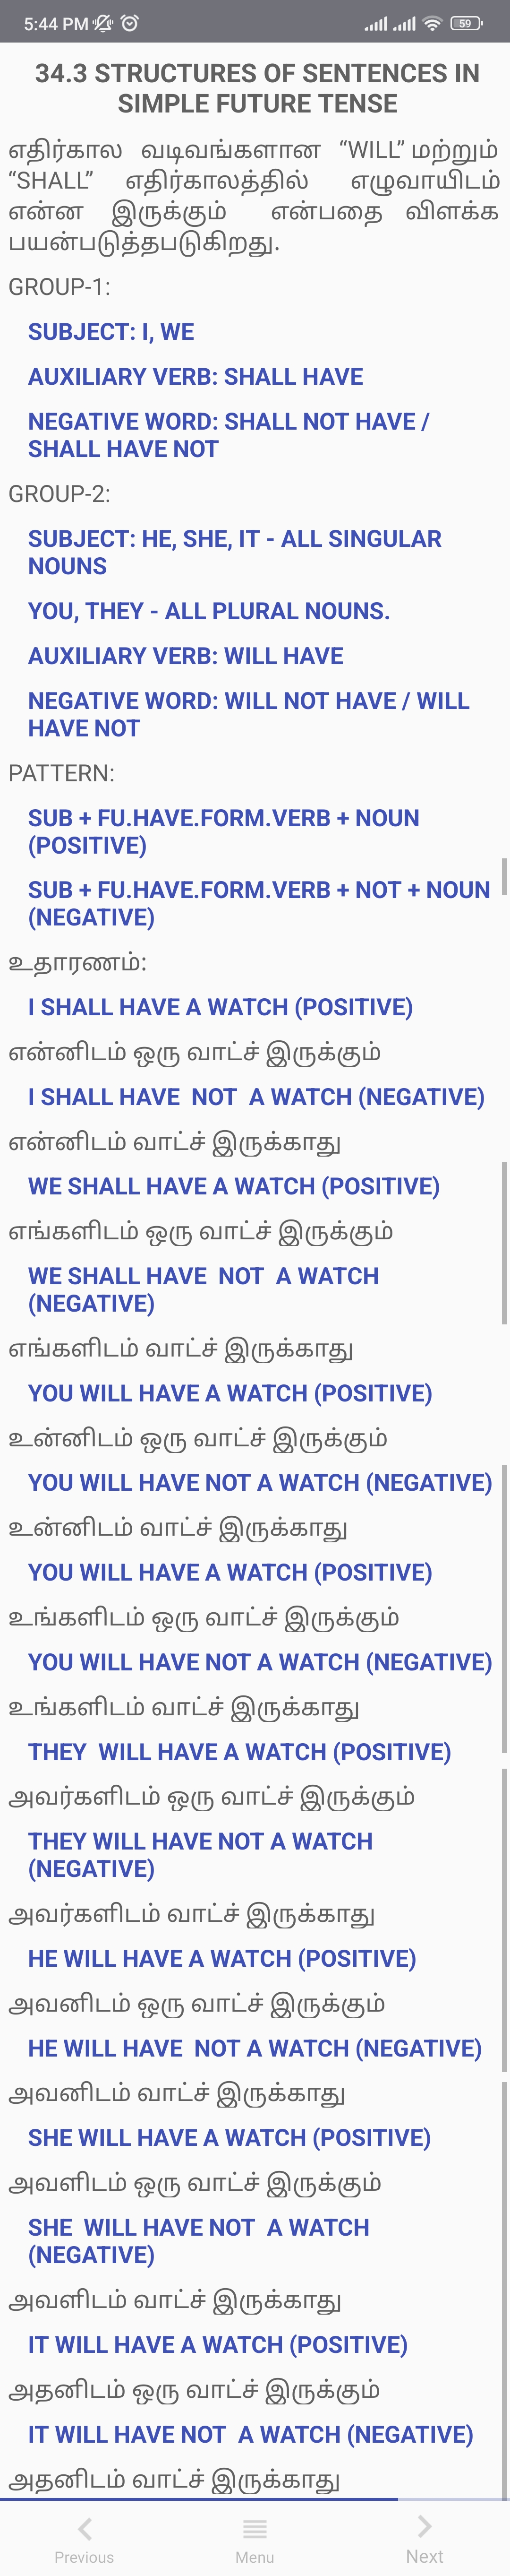 5:44 PM
59
34.3 STRUCTURES OF SENTENCES IN
SIMPLE FUTURE TENSE
எதிர்கால வடிவங்களான “WILL” மற்றும்
“SHALL” எதிர்காலத்தில் எழுவாயிடம்
என்ன இருக்கும் என்பதை விளக்க
பயன்படுத்தபடுகிறது.
GROUP-1:
SUBJECT: I, WE
AUXILIARY VERB: SHALL HAVE
NEGATIVE WORD: SHALL NOT HAVE /
SHALL HAVE NOT
GROUP-2:
SUBJECT: HE, SHE, IT - ALL SINGULAR
NOUNS
YOU, THEY - ALL PLURAL NOUNS.
AUXILIARY VERB: WILL HAVE
NEGATIVE WORD: WILL NOT HAVE / WILL
HAVE NOT
PATTERN:
SUB + FU.HAVE.FORM.VERB + NOUN
(POSITIVE)
SUB + FU.HAVE.FORM.VERB + NOT + NOUN
(NEGATIVE)
உதாரணம்:
I SHALL HAVE A WATCH (POSITIVE)
என்னிடம் ஒரு வாட்ச் இருக்கும்
I SHALL HAVE NOT A WATCH (NEGATIVE)
என்னிடம் வாட்ச் இருக்காது
WE SHALL HAVE A WATCH (POSITIVE)
எங்களிடம் ஒரு வாட்ச் இருக்கும்
WE SHALL HAVE NOT A WATCH
(NEGATIVE)
எங்களிடம் வாட்ச் இருக்காது
YOU WILL HAVE A WATCH (POSITIVE)
உன்னிடம் ஒரு வாட்ச் இருக்கும்
YOU WILL HAVE NOT A WATCH (NEGATIVE)
உன்னிடம் வாட்ச் இருக்காது
YOU WILL HAVE A WATCH (POSITIVE)
உங்களிடம் ஒரு வாட்ச் இருக்கும்
YOU WILL HAVE NOT A WATCH (NEGATIVE)
உங்களிடம் வாட்ச் இருக்காது
THEY WILL HAVE A WATCH (POSITIVE)
அவர்களிடம் ஒரு வாட்ச் இருக்கும்
THEY WILL HAVE NOT A WATCH
(NEGATIVE)
அவர்களிடம் வாட்ச் இருக்காது
HE WILL HAVE A WATCH (POSITIVE)
அவனிடம் ஒரு வாட்ச் இருக்கும்
HE WILL HAVE NOT A WATCH (NEGATIVE)
அவனிடம் வாட்ச் இருக்காது
SHE WILL HAVE A WATCH (POSITIVE)
அவளிடம் ஒரு வாட்ச் இருக்கும்
SHE WILL HAVE NOT A WATCH
(NEGATIVE)
அவளிடம் வாட்ச் இருக்காது
IT WILL HAVE A WATCH (POSITIVE)
அதனிடம் ஒரு வாட்ச் இருக்கும்
IT WILL HAVE NOT A WATCH (NEGATIVE)
அதனிடம் வாட்ச் இருக்காது
Previous
Menu
Next